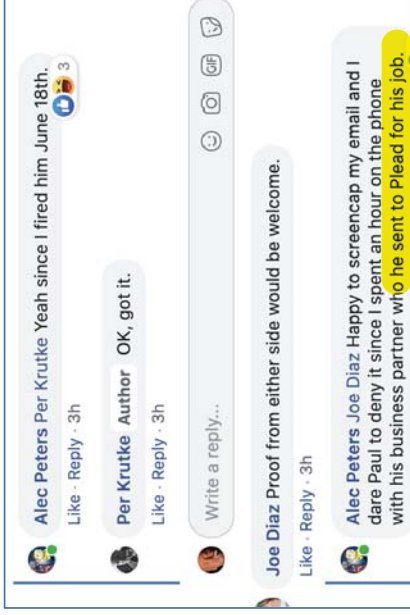 Alec Peters Per Krutke Yeah since I fired him June 18th.
3
Like · Reply · 3h
Per Krutke Author OK, got it.
Like · Reply · 3h
Write a reply...
GIF
Joe Diaz Proof from either side would be welcome.
Like · Reply · 3h
Alec Peters Joe Diaz Happy to screencap my email and I
dare Paul to deny it since I spent an hour on the phone
with his business partner who he sent to Plead for his job.